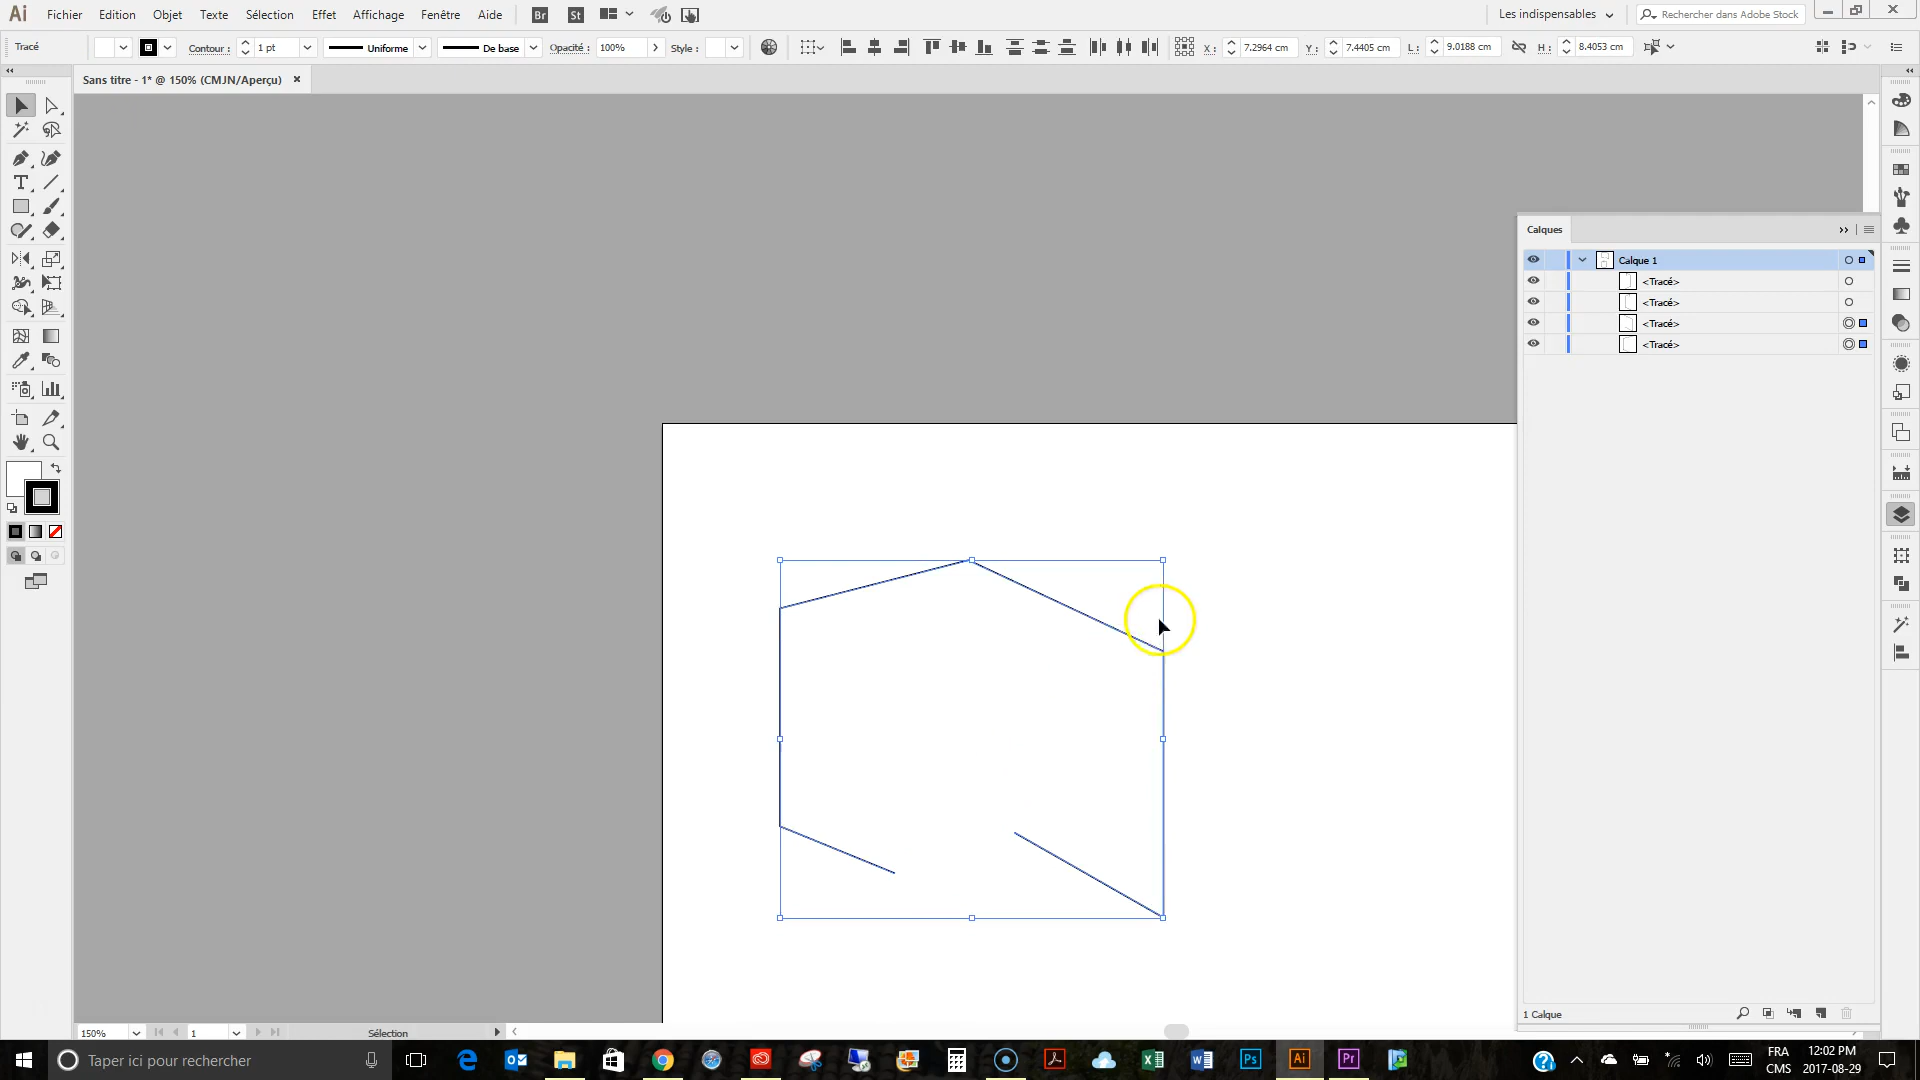 Ai Fichier Edition Objet Texte Sélection Effet Affichage Fenêtre Aide Br St Les indispensables Rechercher dans Adobe Stock
Tracé Contour : 1 pt Uniforme De base Opacité : 100% Style : X : 7.2964 cm Y : 7.4405 cm L : 9.0188 cm H : 8.4053 cm
Sans titre - 1* @ 150% (CMJN/Aperçu)
Calques
Calque 1
<Tracé>
<Tracé>
<Tracé>
<Tracé>
1 Calque
150% 1 Sélection
Taper ici pour rechercher Ps Ai Pr FRA 12:02 PM
CMS 2017-08-29